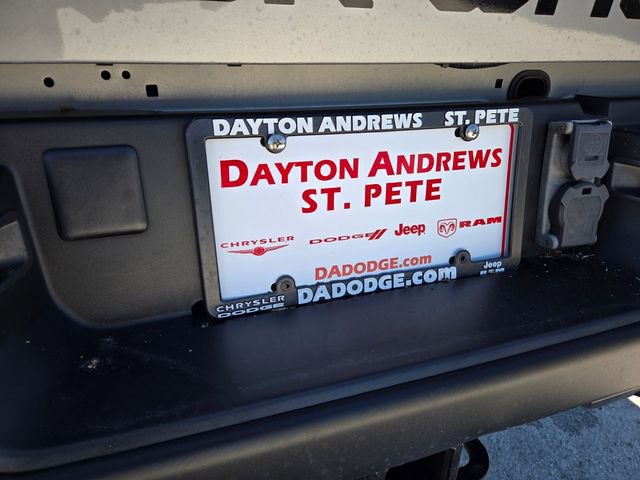 DAYTON ANDREWS ST. PETE
DAYTON ANDREWS
ST. PETE
CHRYSLER DODGE Jeep RAM
DADODGE.com
CHRYSLER DADODGE.com Jeep
DODGE RAM